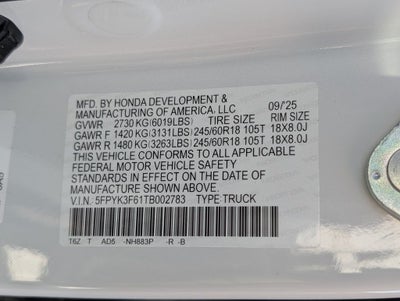 MFD. BY HONDA DEVELOPMENT &
MANUFACTURING OF AMERICA, LLC 09/'25
GVWR 2730 KG (6019LBS) TIRE SIZE RIM SIZE
GAWR F 1420 KG(3131LBS) 245/60R18 105T 18X8.0J
GAWR R 1480 KG(3263LBS) 245/60R18 105T 18X8.0J
THIS VEHICLE CONFORMS TO ALL APPLICABLE
FEDERAL MOTOR VEHICLE SAFETY STANDARDS
IN EFFECT ON THE DATE OF
MANUFACTURE SHOWN ABOVE.
V.I.N.: 5FPYK3F61TB002783 TYPE TRUCK
T6Z T AD5 -NH883P -R -B